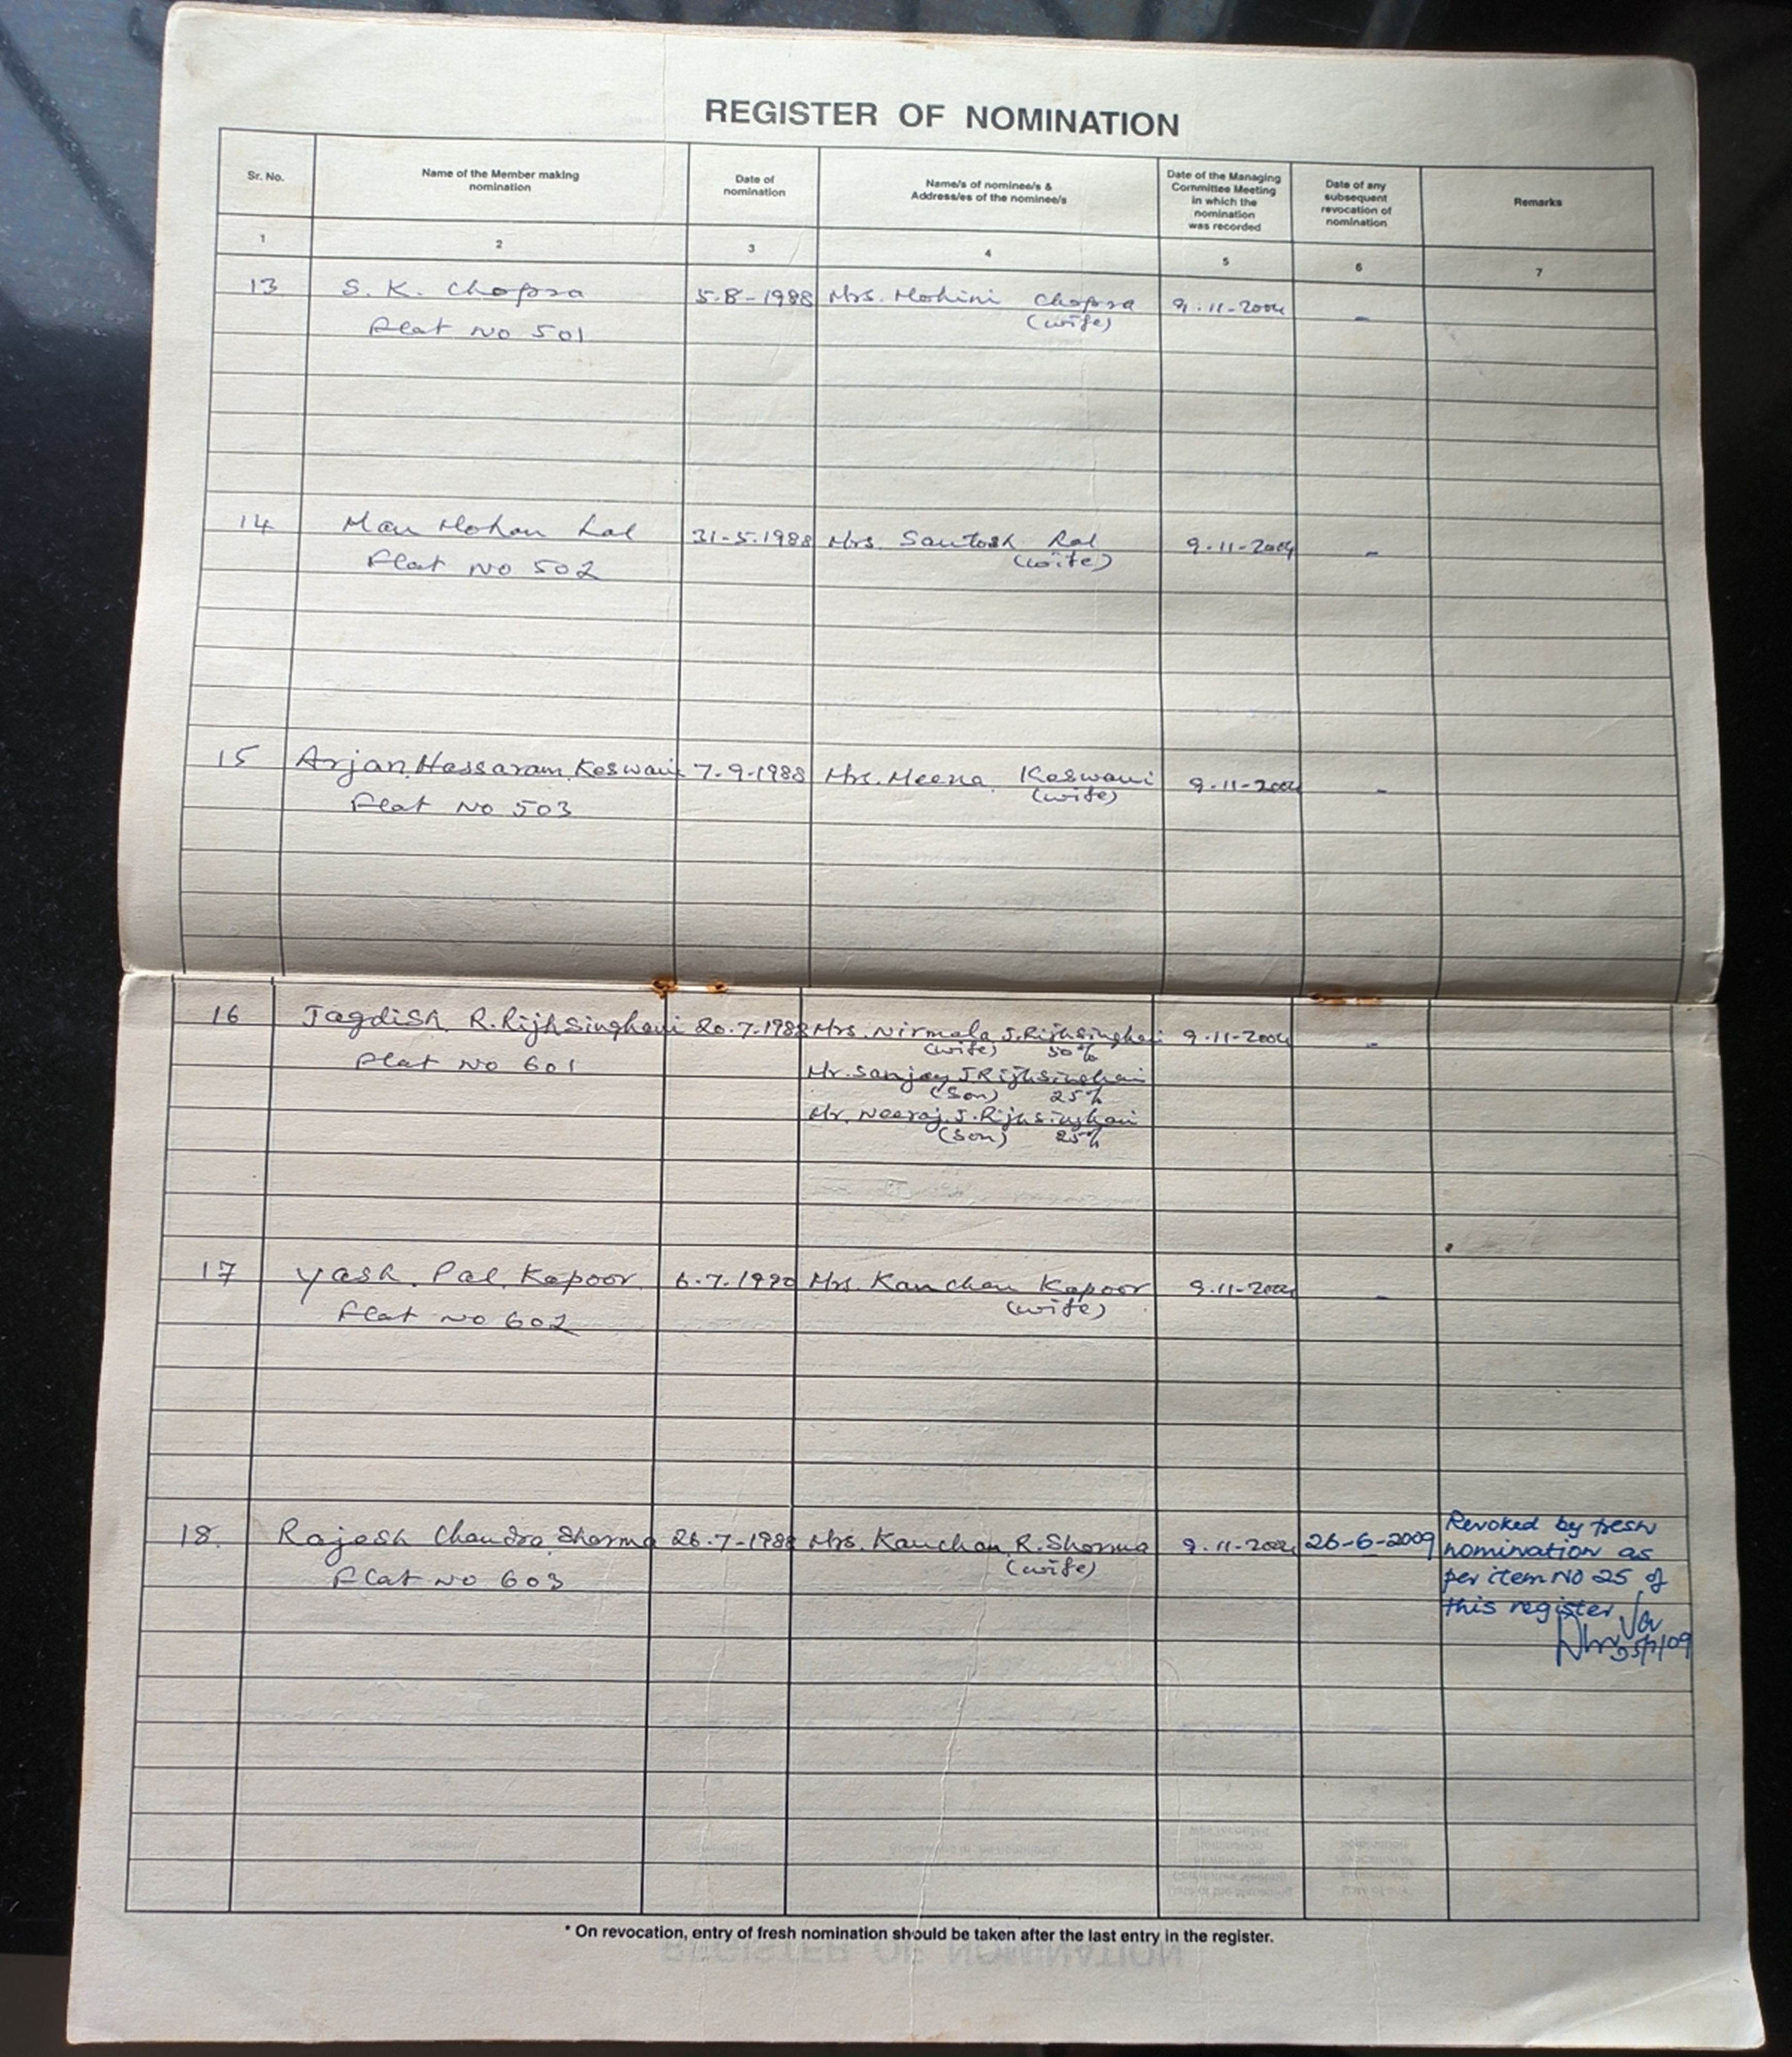 REGISTER OF NOMINATION
Sr. No.
Name of the Member making
nomination
Date of
nomination
Name/s of nominee/s &
Address/es of the nominee/s
Date of the Managing
Committee Meeting
in which the
nomination
was recorded
Date of any
subsequent
revocation of
nomination
Remarks
1 2 3 4 5 6 7
13 S. K. Chopra 5-8-1988 Mrs. Mohini Chopra 9.11-2004 -
(wife)
Flat No 501
14 Man Mohan Lal 31-5.1988 Mrs. Santosh Lal 9.11-2004 -
(wife)
Flat No 502
15 Arjan Hassaram Keswani 7.9.1988 Mrs. Meena Keswani 9.11-2004 -
(wife)
Flat No 503
16 Jagdish R. Rijhsinghani 20.7.1988 Mrs. Nirmala J. Rijhsinghani 9.11-2004 -
(wife) 50%
Flat No 601
Mr. Sanjay J Rijhsinghani
(Son) 25%
Mr. Neeraj. J. Rijhsinghani
(Son) 25%
17 Yash Pal Kapoor 6.7.1990 Mrs. Kanchan Kapoor 9.11-2004 -
(wife)
Flat No 602
18. Rajesh Chandra Sharma 26.7-1988 Mrs. Kanchan R. Sharma 9.11-2004 26-6-2009
(wife)
Flat No 603
Revoked by fresh
nomination as
per item No 25 of
this register
25/7/09
* On revocation, entry of fresh nomination should be taken after the last entry in the register.